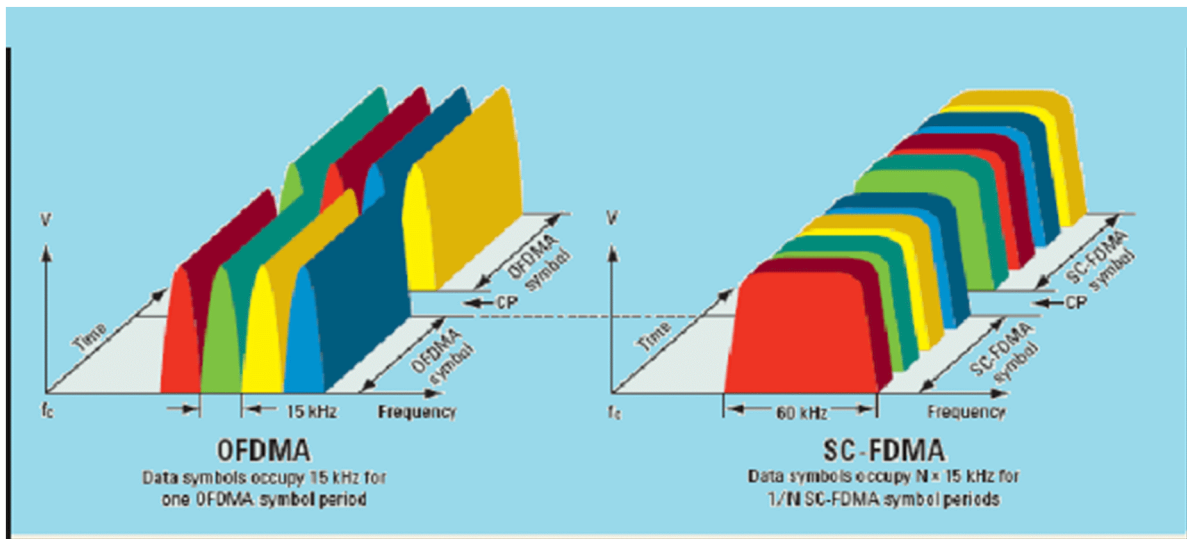 V
Time
fc
15 kHz
Frequency
OFDMA
symbol
CP
OFDMA
symbol
OFDMA
Data symbols occupy 15 kHz for
one OFDMA symbol period
V
Time
fc
60 kHz
Frequency
SC-FDMA
symbol
CP
SC-FDMA
symbol
SC-FDMA
Data symbols occupy N × 15 kHz for
1/N SC-FDMA symbol periods